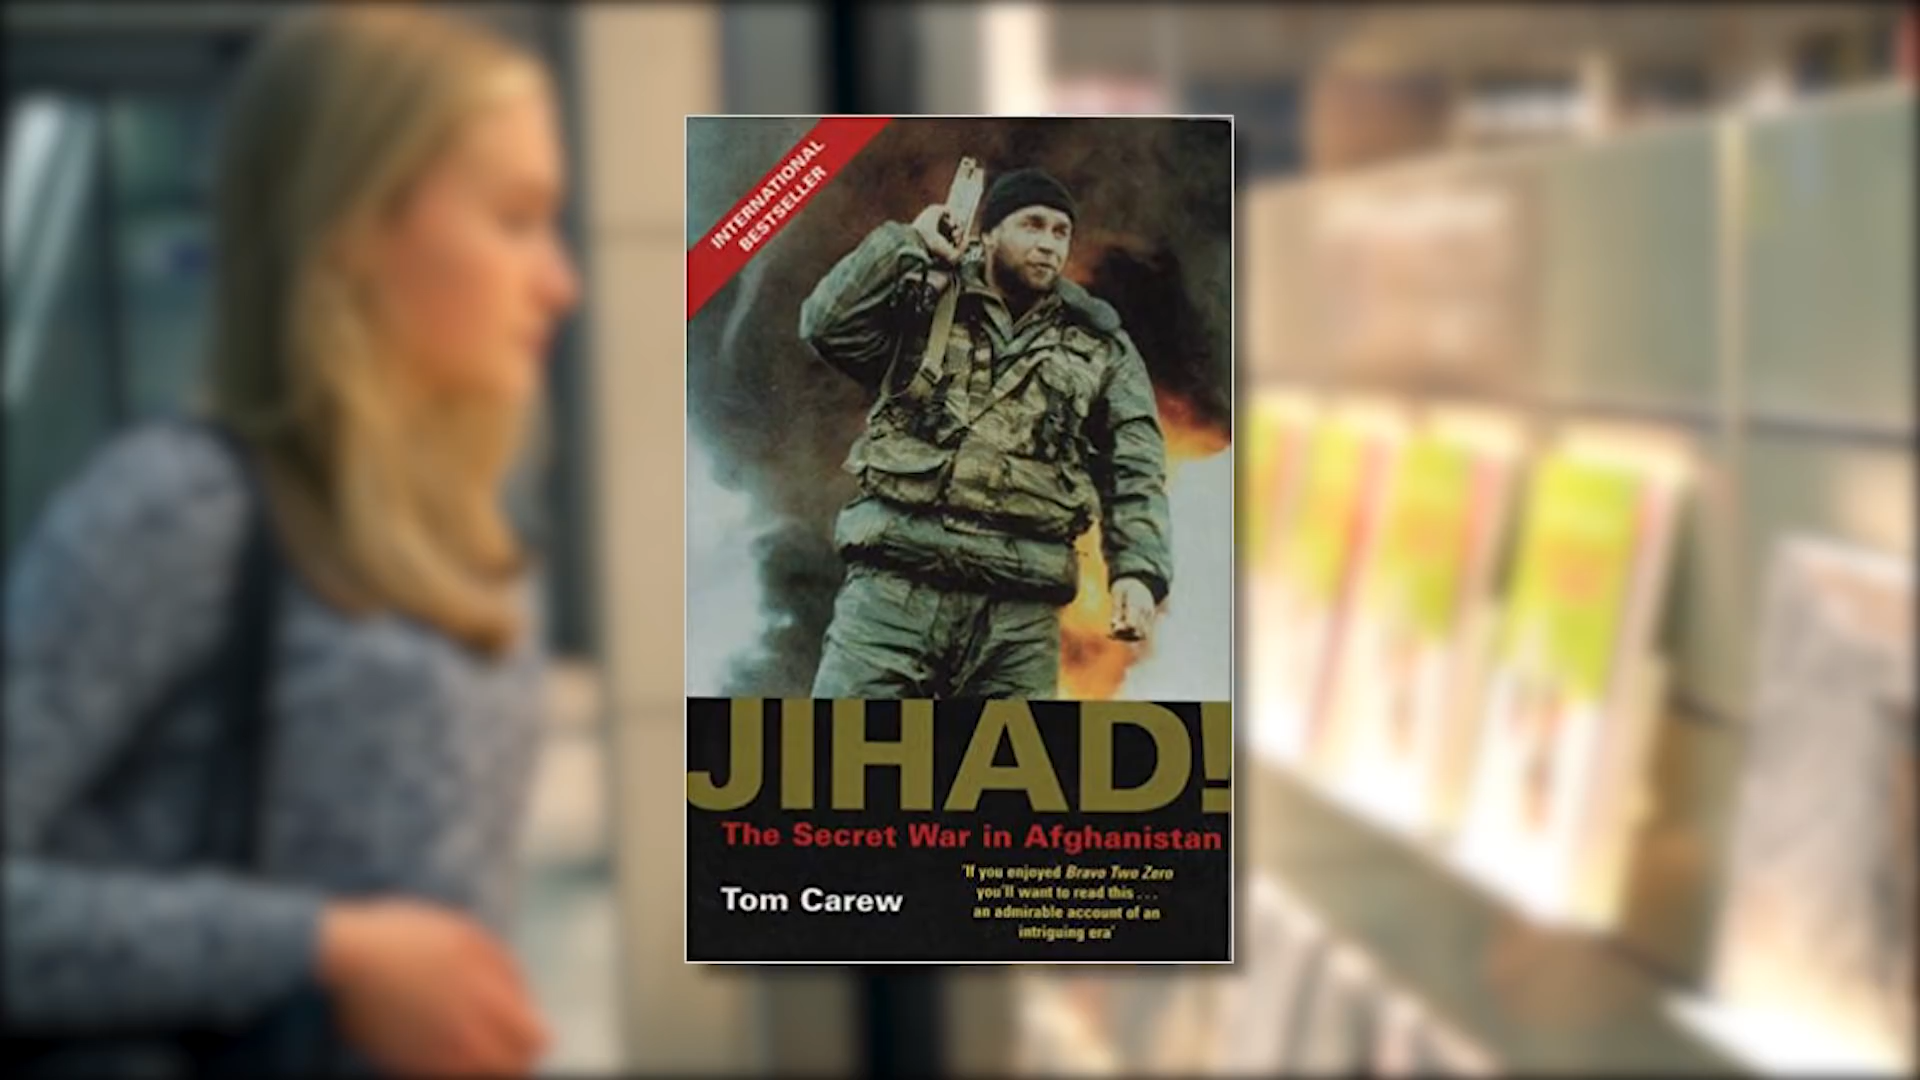 INTERNATIONAL
BESTSELLER
JIHAD!
The Secret War in Afghanistan
Tom Carew
'If you enjoyed Bravo Two Zero
you'll want to read this...
an admirable account of an
intriguing era'